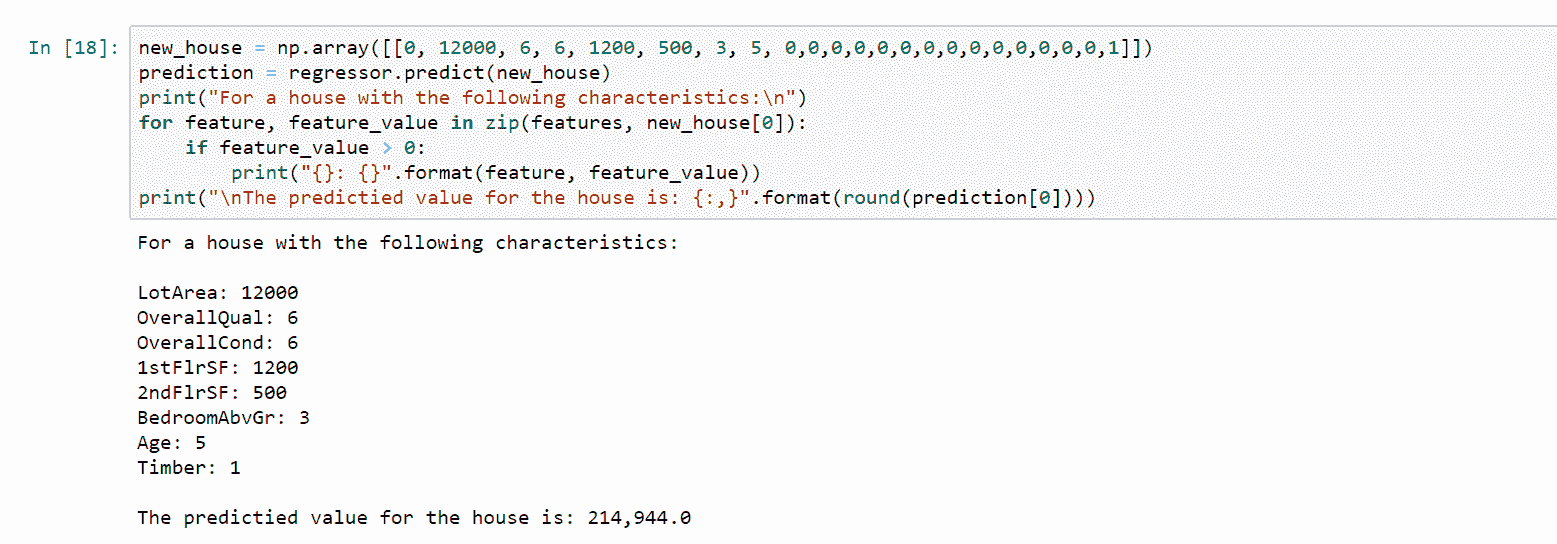 In [18]: new_house = np.array([[0, 12000, 6, 6, 1200, 500, 3, 5, 0,0,0,0,0,0,0,0,0,0,0,0,0,0,1]])
prediction = regressor.predict(new_house)
print("For a house with the following characteristics:\n")
for feature, feature_value in zip(features, new_house[0]):
    if feature_value > 0:
        print("{}: {}".format(feature, feature_value))
print("\nThe predictied value for the house is: {:,}".format(round(prediction[0])))
For a house with the following characteristics:
LotArea: 12000
OverallQual: 6
OverallCond: 6
1stFlrSF: 1200
2ndFlrSF: 500
BedroomAbvGr: 3
Age: 5
Timber: 1
The predictied value for the house is: 214,944.0